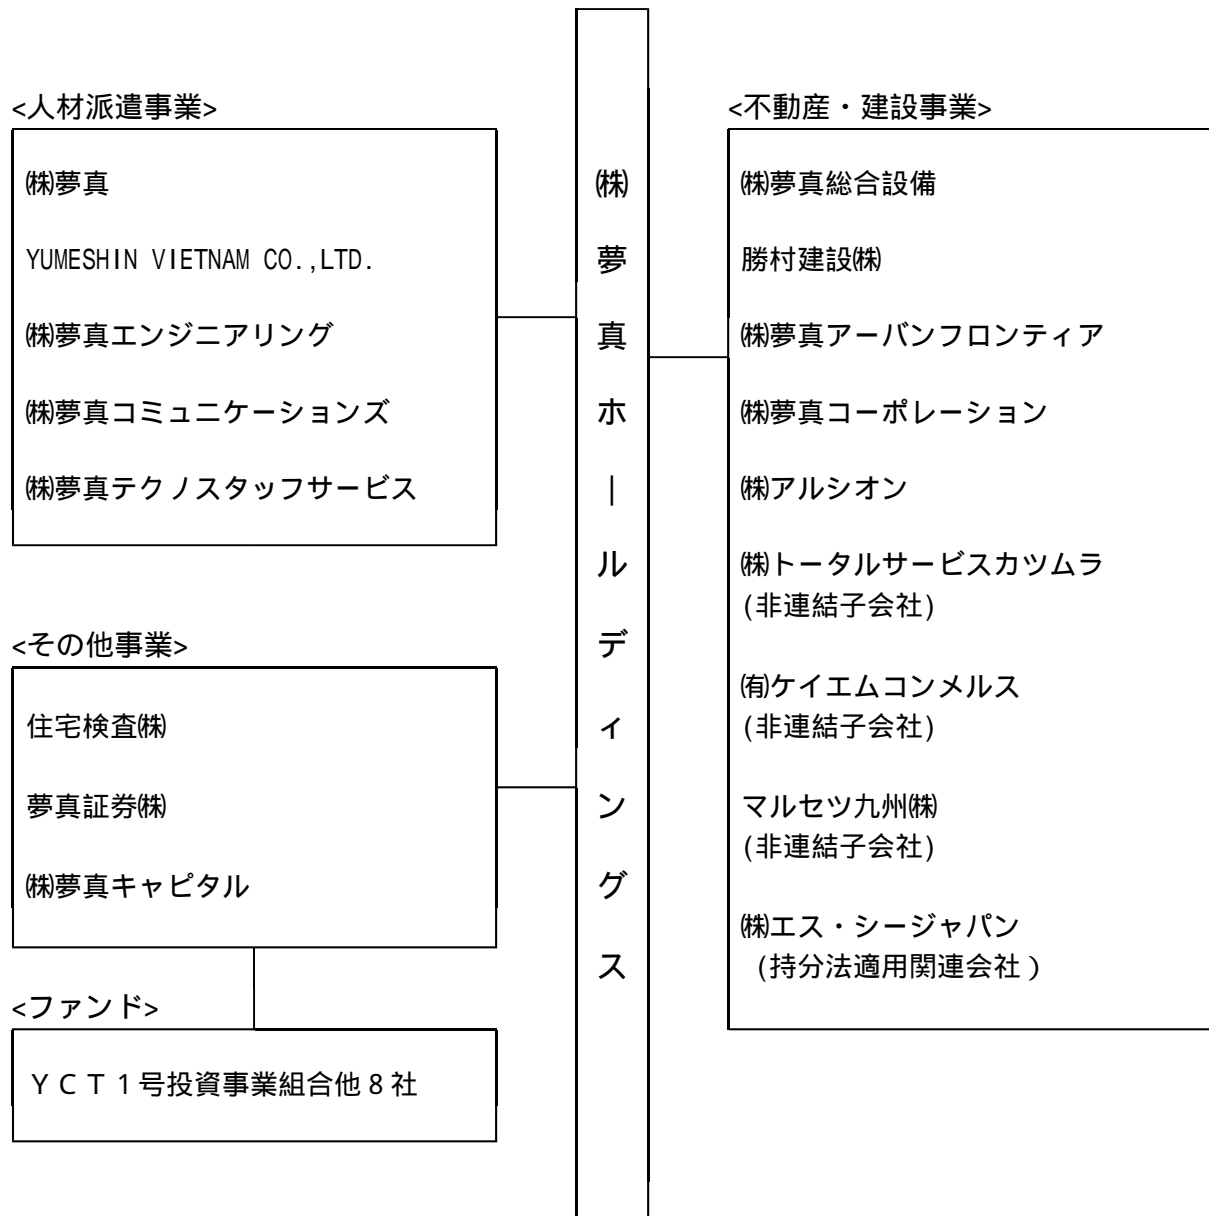 <人材派遣事業>
㈱夢真
YUMESHIN VIETNAM CO.,LTD.
㈱夢真エンジニアリング
㈱夢真コミュニケーションズ
㈱夢真テクノスタッフサービス
<その他事業>
住宅検査㈱
夢真証券㈱
㈱夢真キャピタル
<ファンド>
ＹＣＴ１号投資事業組合他８社
㈱夢真ホールディングス
<不動産・建設事業>
㈱夢真総合設備
勝村建設㈱
㈱夢真アーバンフロンティア
㈱夢真コーポレーション
㈱アルシオン
㈱トータルサービスカツムラ
(非連結子会社)
㈲ケイエムコンメルス
(非連結子会社)
マルセツ九州㈱
(非連結子会社)
㈱エス・シージャパン
(持分法適用関連会社)